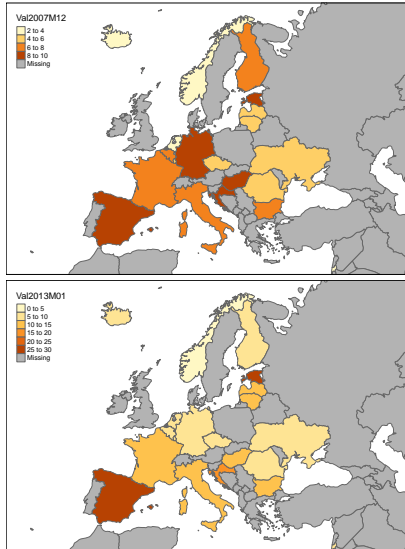 Val2007M12
2 to 4
4 to 6
6 to 8
8 to 10
Missing
Val2013M01
0 to 5
5 to 10
10 to 15
15 to 20
20 to 25
25 to 30
Missing